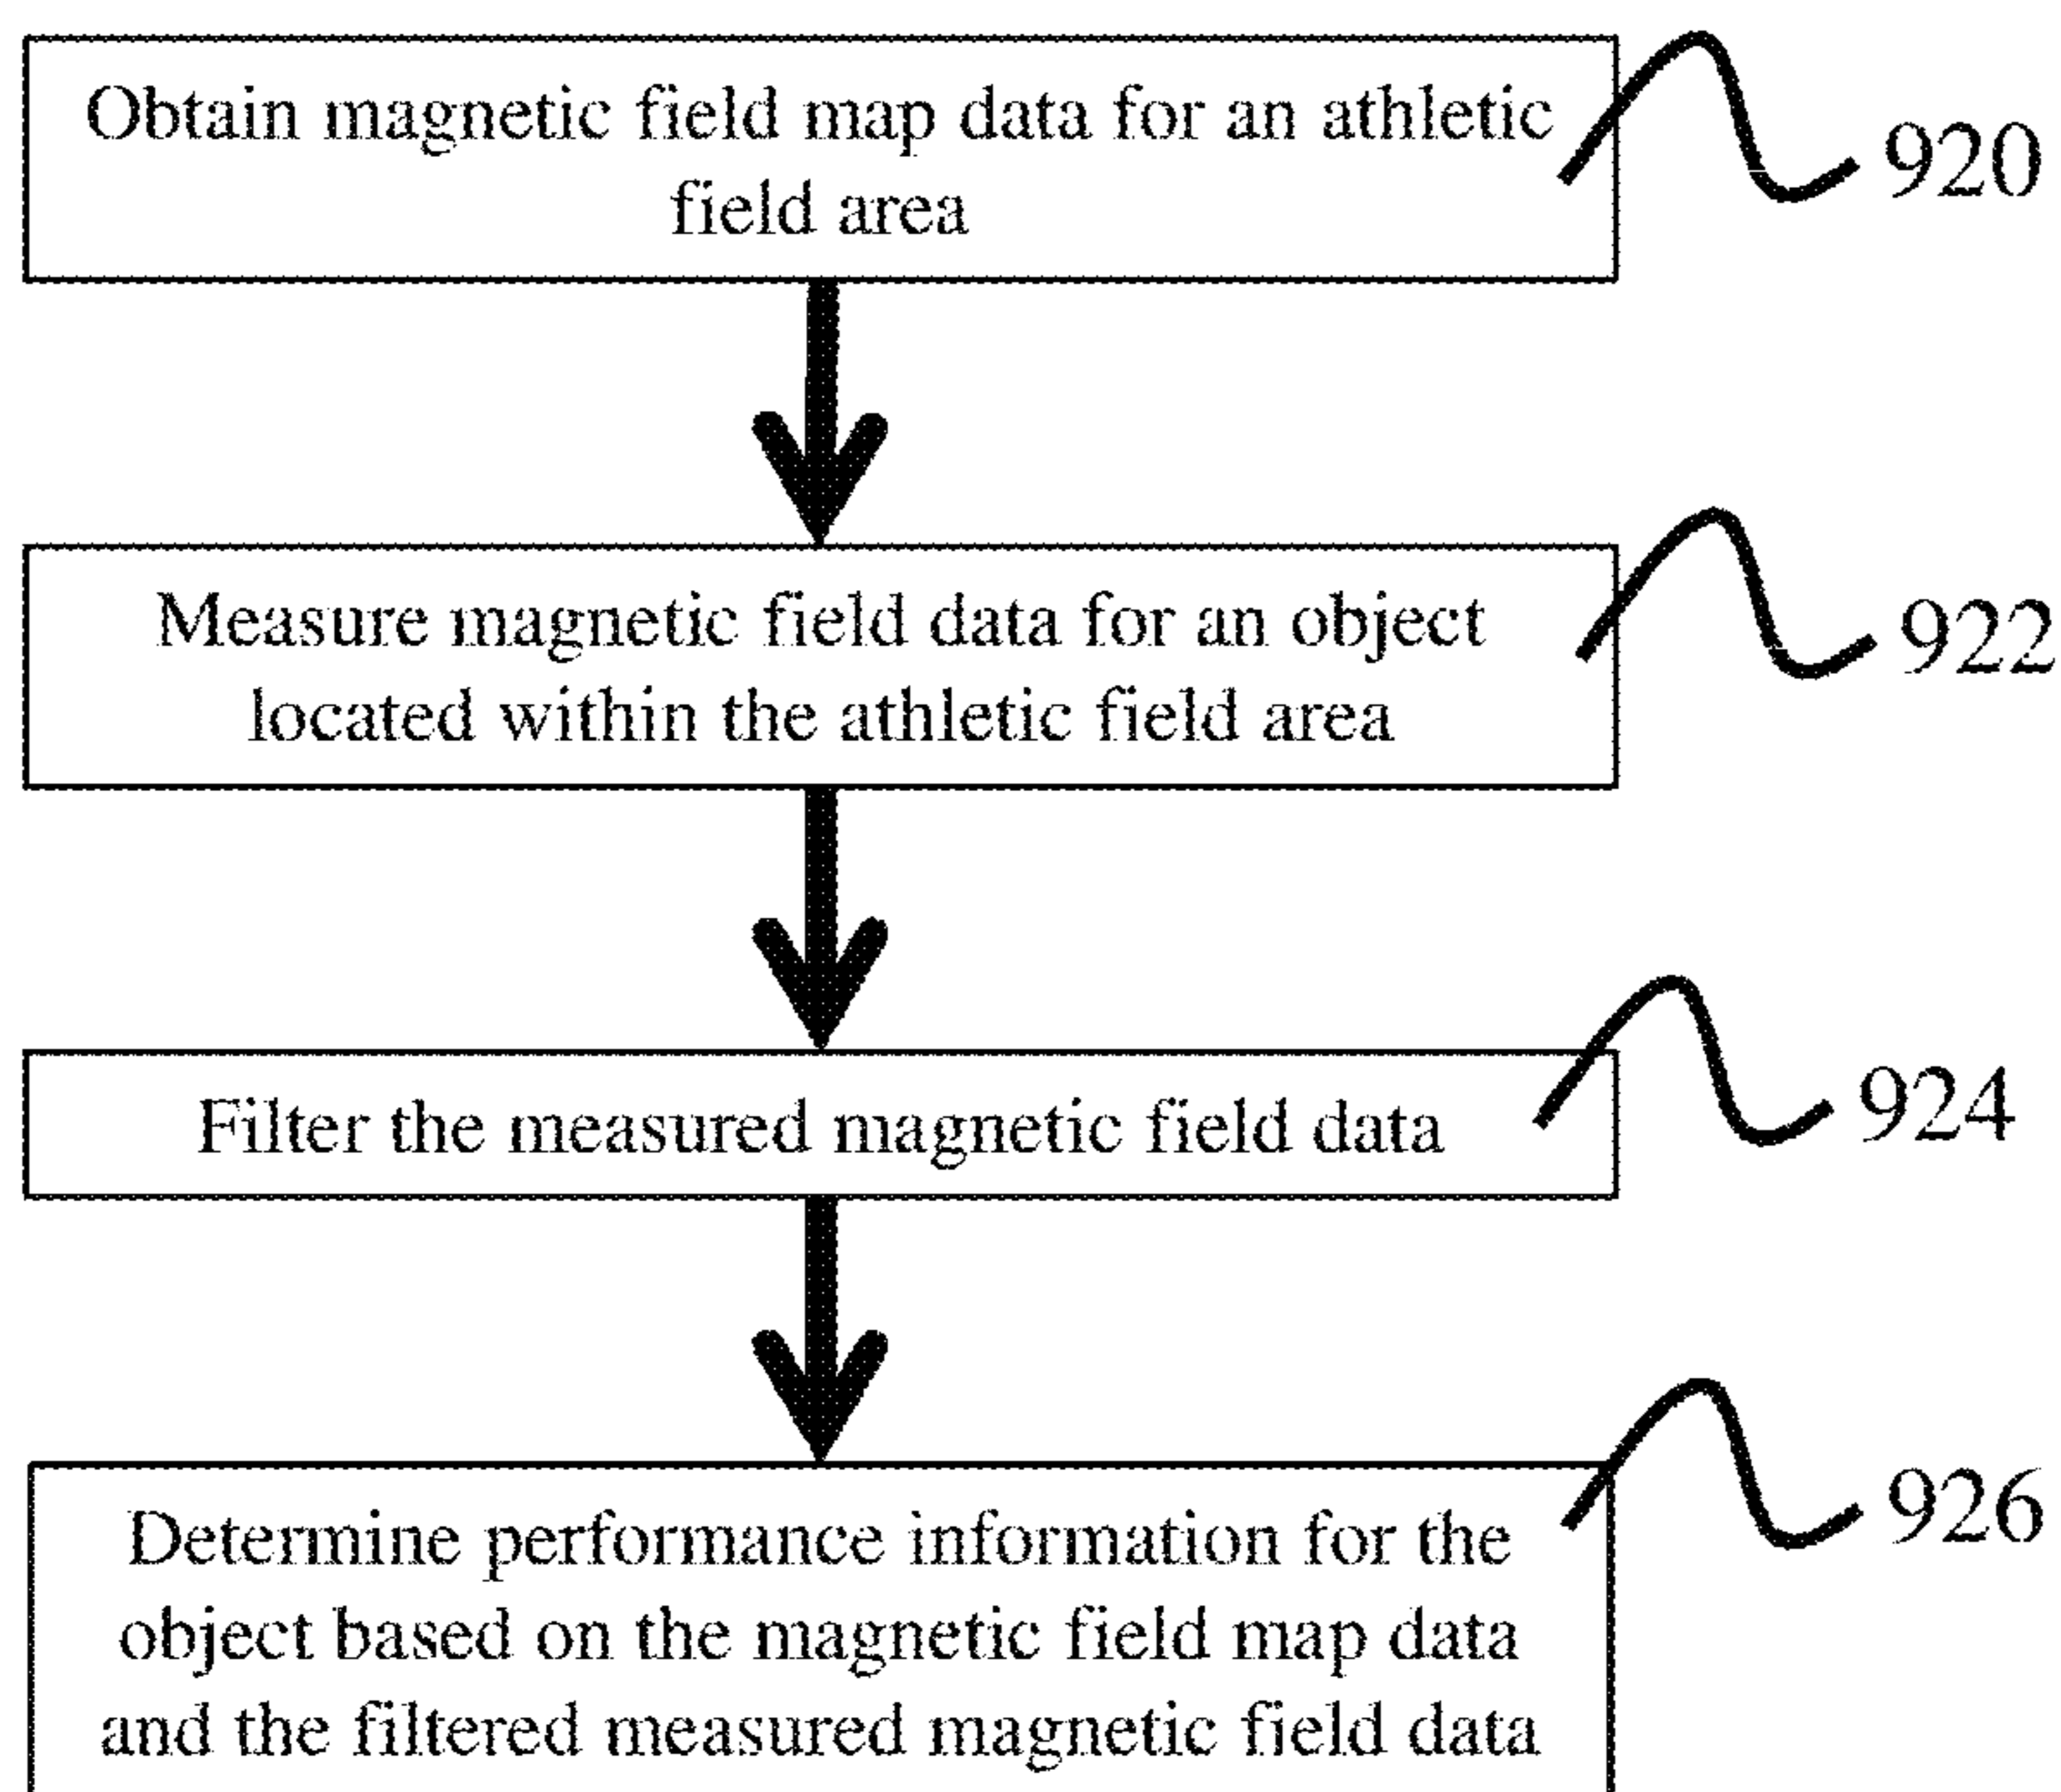 Obtain magnetic field map data for an athletic
field area
920
Measure magnetic field data for an object
located within the athletic field area
922
Filter the measured magnetic field data
924
Determine performance information for the
object based on the magnetic field map data
and the filtered measured magnetic field data
926